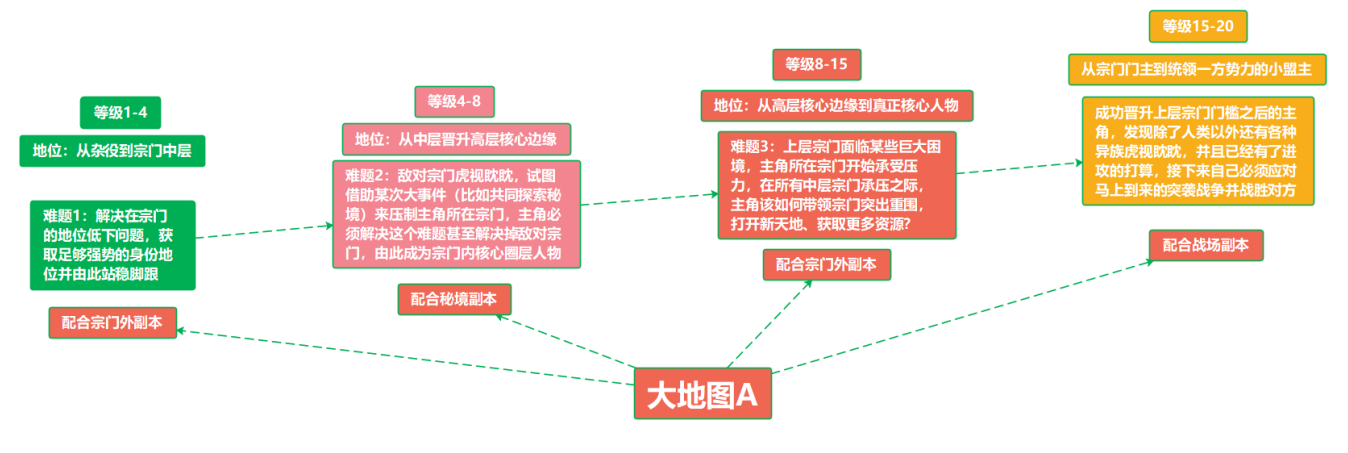 等级1-4
地位：从杂役到宗门中层
难题1：解决在宗门
的地位低下问题，获
取足够强势的身份地
位并由此站稳脚跟
配合宗门外副本
等级4-8
地位：从中层晋升高层核心边缘
难题2：敌对宗门虎视眈眈，试图
借助某次大事件（比如共同探索秘
境）来压制主角所在宗门，主角必
须解决这个难题甚至解决掉敌对宗
门，由此成为宗门内核心圈层人物
配合秘境副本
等级8-15
地位：从高层核心边缘到真正核心人物
难题3：上层宗门面临某些巨大困
境，主角所在宗门开始承受压
力，在所有中层宗门承压之际，
主角该如何带领宗门突出重围，
打开新天地、获取更多资源?
配合宗门外副本
等级15-20
从宗门门主到统领一方势力的小盟主
成功晋升上层宗门门槛之后的主
角，发现除了人类以外还有各种
异族虎视眈眈，并且已经有了进
攻的打算，接下来自己必须应对
马上到来的突袭战争并战胜对方
配合战场副本
大地图A